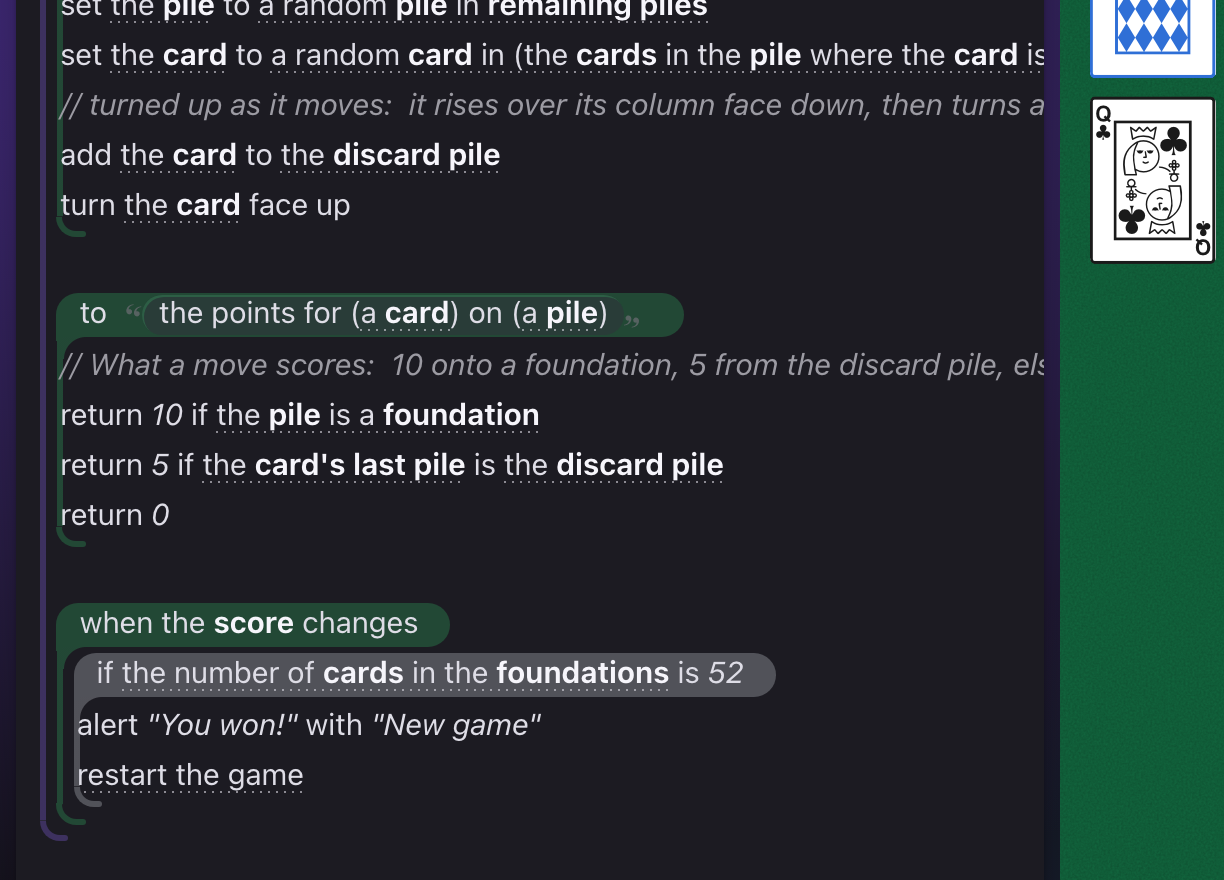 set the pile to a random pile in remaining piles
set the card to a random card in (the cards in the pile where the card is
// turned up as it moves:  it rises over its column face down, then turns a
add the card to the discard pile
turn the card face up
to “the points for (a card) on (a pile)”
// What a move scores:  10 onto a foundation, 5 from the discard pile, els
return 10 if the pile is a foundation
return 5 if the card's last pile is the discard pile
return 0
when the score changes
if the number of cards in the foundations is 52
alert "You won!" with "New game"
restart the game
Q
Q